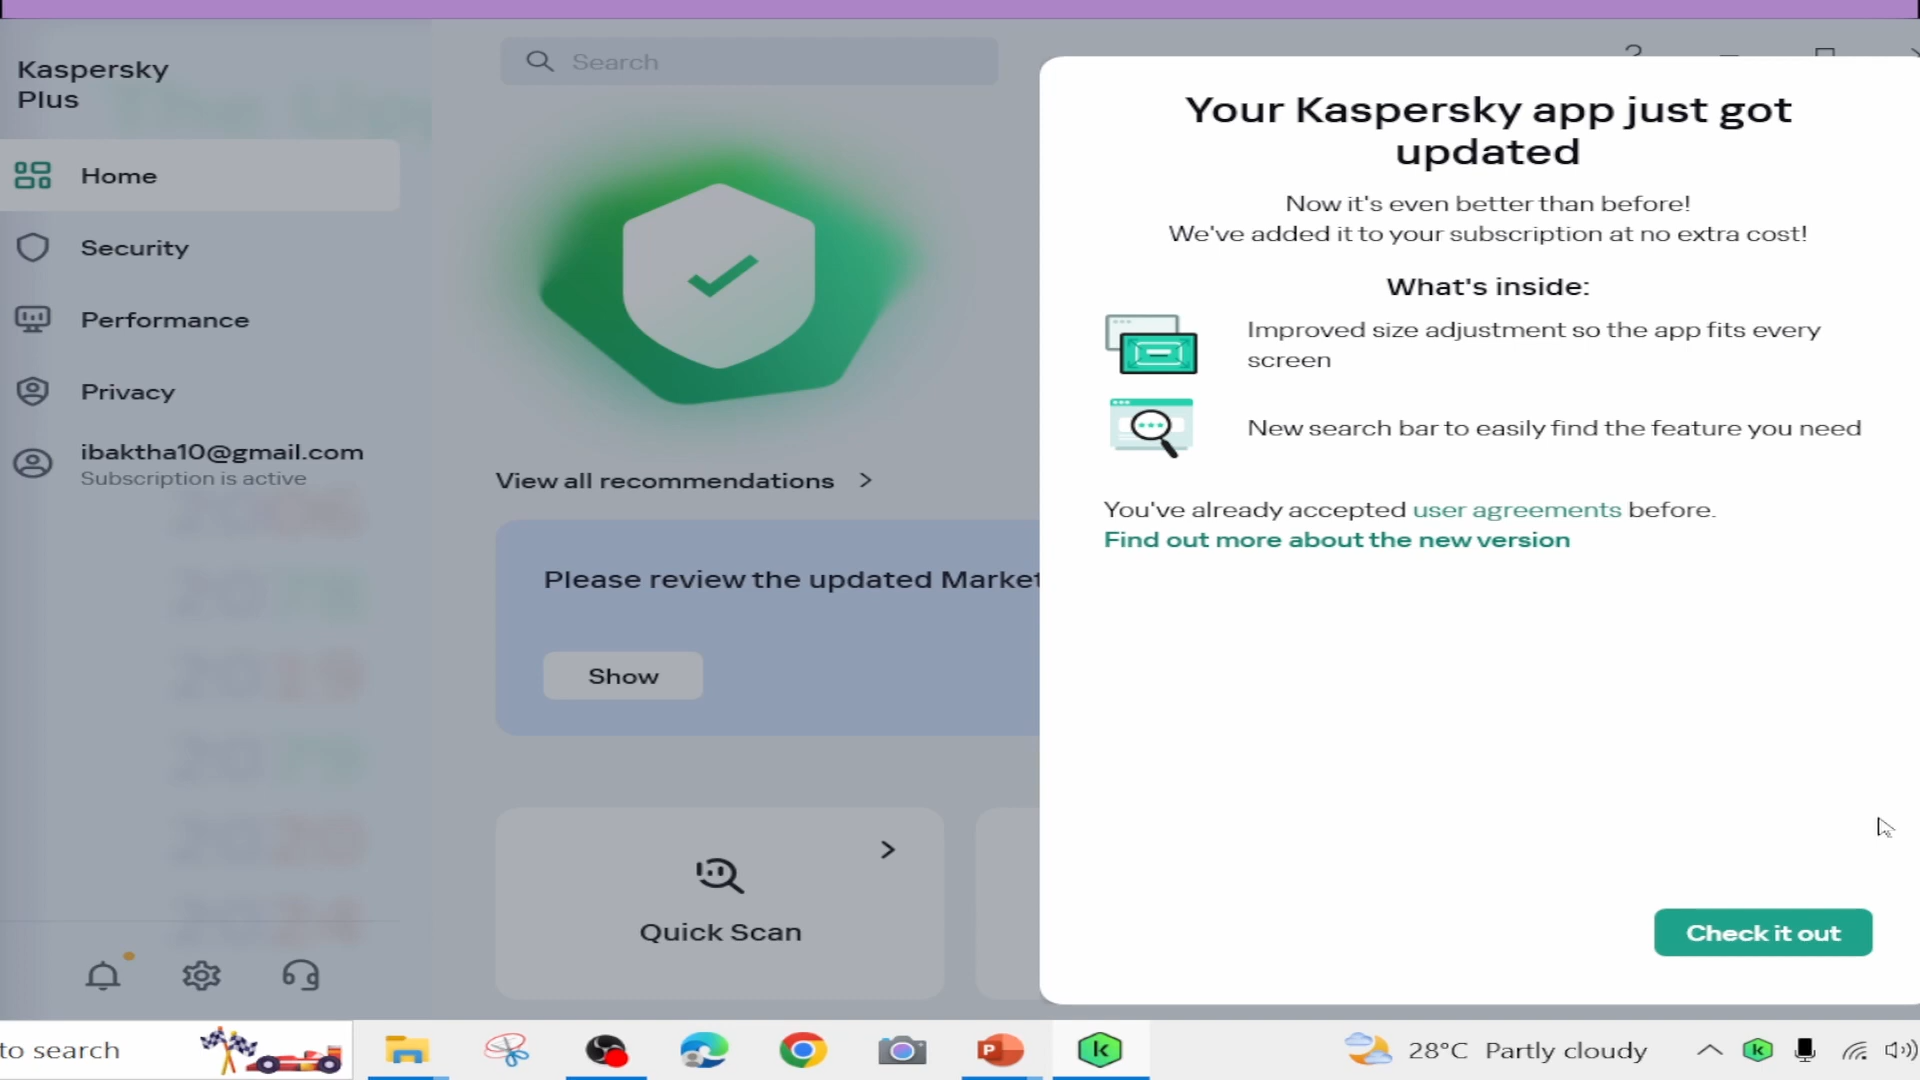 Kaspersky
Plus
Search
Home
Security
Performance
Privacy
ibaktha10@gmail.com
Subscription is active
2006
2019
2020
2024
View all recommendations
Please review the updated Market
Show
Quick Scan
Your Kaspersky app just got
updated
Now it's even better than before!
We've added it to your subscription at no extra cost!
What's inside:
Improved size adjustment so the app fits every
screen
New search bar to easily find the feature you need
You've already accepted user agreements before.
Find out more about the new version
Check it out
to search
28°C Partly cloudy